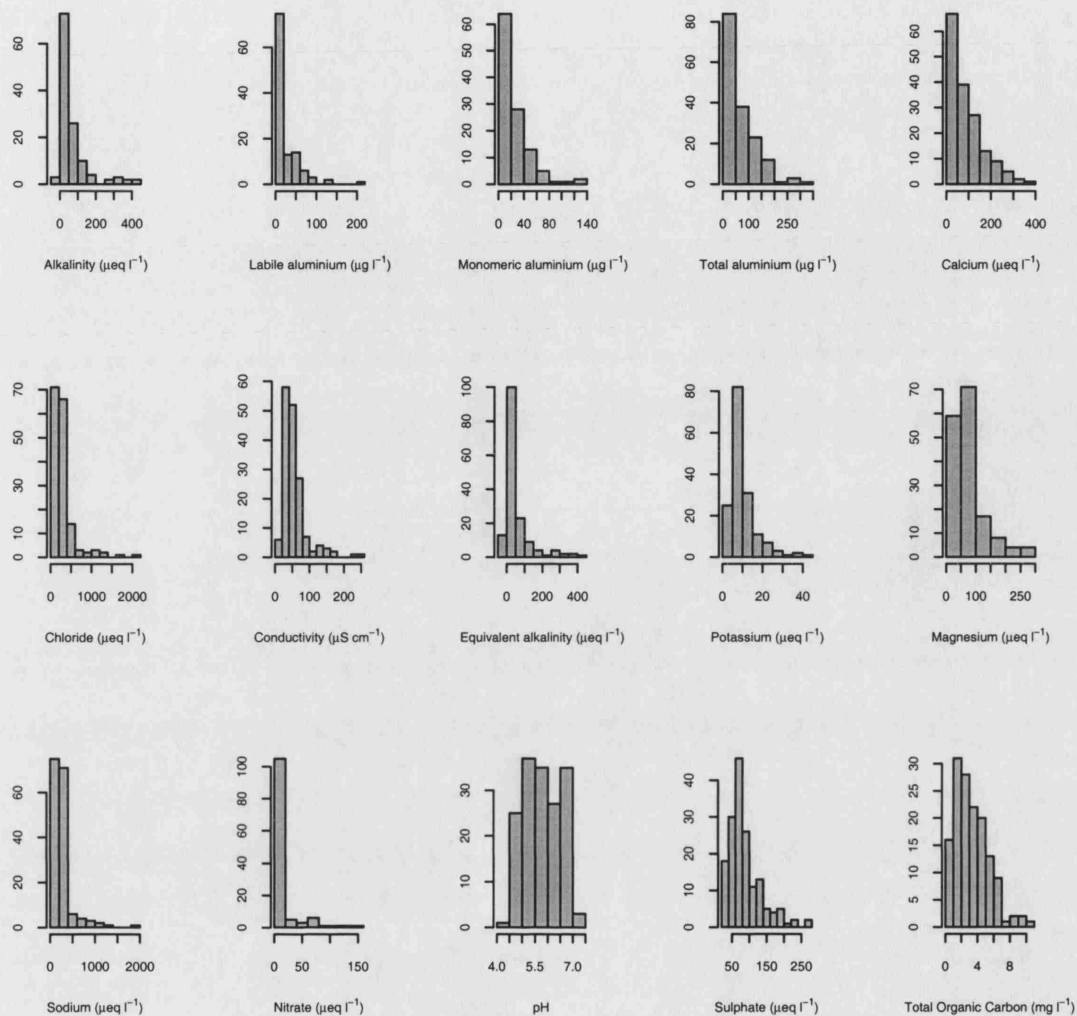 0 20 40 60
0 200 400
Alkalinity (µeq l⁻¹)
0 20 40 60
0 100 200
Labile aluminium (µg l⁻¹)
0 10 20 30 40 50 60
0 40 80 140
Monomeric aluminium (µg l⁻¹)
0 20 40 60 80
0 100 250
Total aluminium (µg l⁻¹)
0 10 20 30 40 50 60
0 200 400
Calcium (µeq l⁻¹)
0 10 30 50 70
0 1000 2000
Chloride (µeq l⁻¹)
0 10 20 30 40 50 60
0 100 200
Conductivity (µS cm⁻¹)
0 20 40 60 80 100
0 200 400
Equivalent alkalinity (µeq l⁻¹)
0 20 40 60 80
0 20 40
Potassium (µeq l⁻¹)
0 10 30 50 70
0 100 250
Magnesium (µeq l⁻¹)
0 20 40 60
0 1000 2000
Sodium (µeq l⁻¹)
0 20 40 60 80 100
0 50 150
Nitrate (µeq l⁻¹)
0 10 20 30
4.0 5.5 7.0
pH
0 10 20 30 40
50 150 250
Sulphate (µeq l⁻¹)
0 5 10 15 20 25 30
0 4 8
Total Organic Carbon (mg l⁻¹)